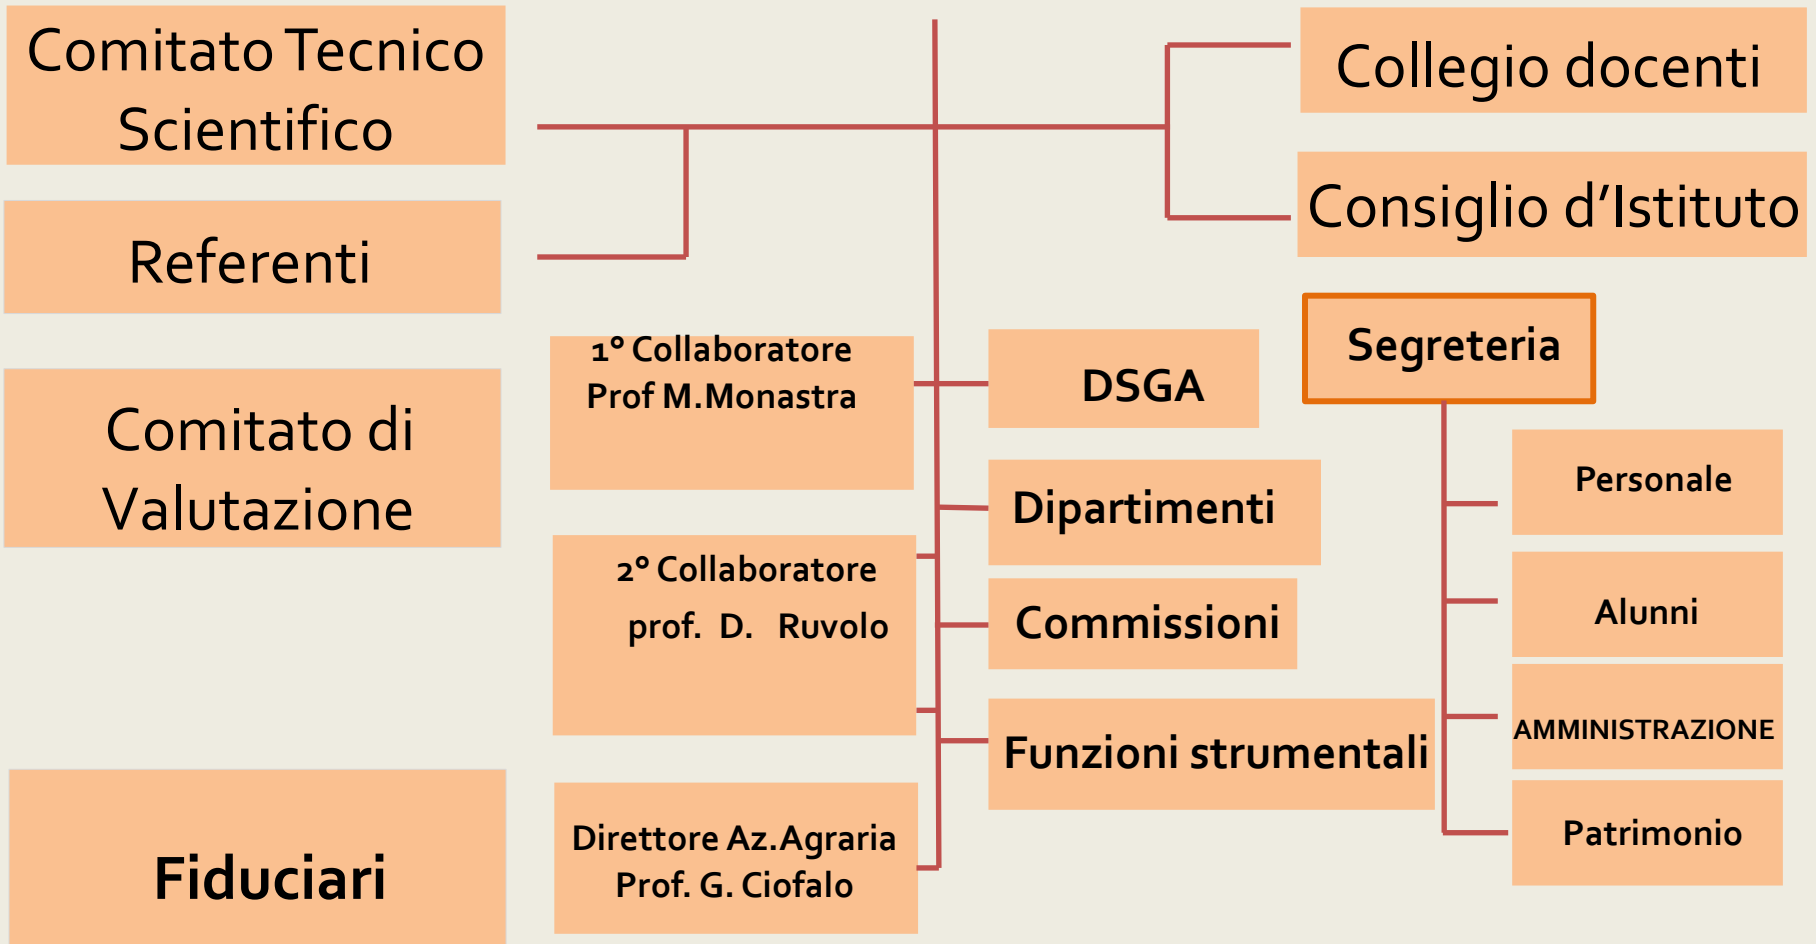 Comitato Tecnico
Scientifico
Referenti
Comitato di
Valutazione
Fiduciari
1° Collaboratore
Prof M.Monastra
2° Collaboratore
prof. D. Ruvolo
Direttore Az.Agraria
Prof. G. Ciofalo
Collegio docenti
Consiglio d’Istituto
DSGA
Dipartimenti
Commissioni
Funzioni strumentali
Segreteria
Personale
Alunni
AMMINISTRAZIONE
Patrimonio